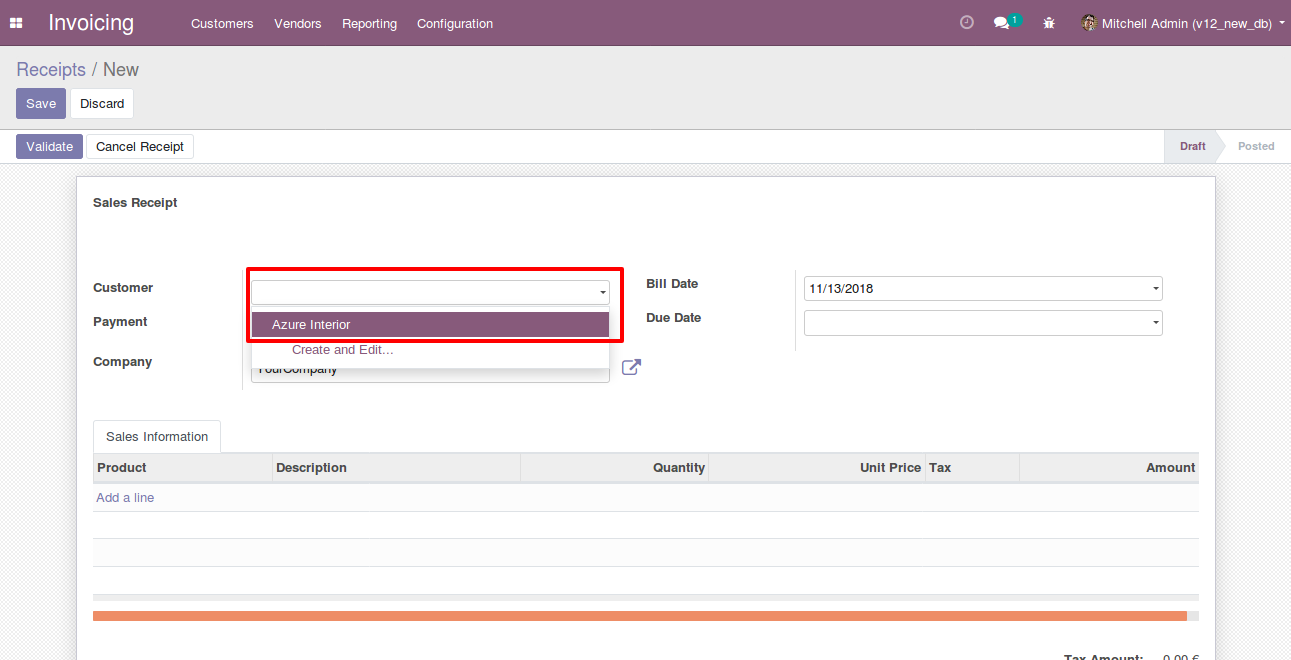 Invoicing Customers Vendors Reporting Configuration 1 Mitchell Admin (v12_new_db)
Receipts / New
Save Discard
Validate Cancel Receipt Draft Posted
Sales Receipt
Customer
Azure Interior
Create and Edit...
Payment
Company YourCompany
Bill Date 11/13/2018
Due Date
Sales Information
Product Description Quantity Unit Price Tax Amount
Add a line
Tax Amount: 0.00 €